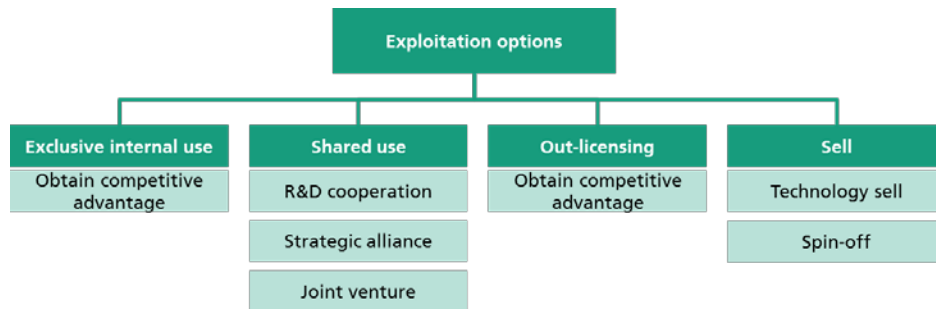 Exploitation options
Exclusive internal use
Shared use
Out-licensing
Sell
Obtain competitive
advantage
R&D cooperation
Obtain competitive
advantage
Technology sell
Strategic alliance
Spin-off
Joint venture